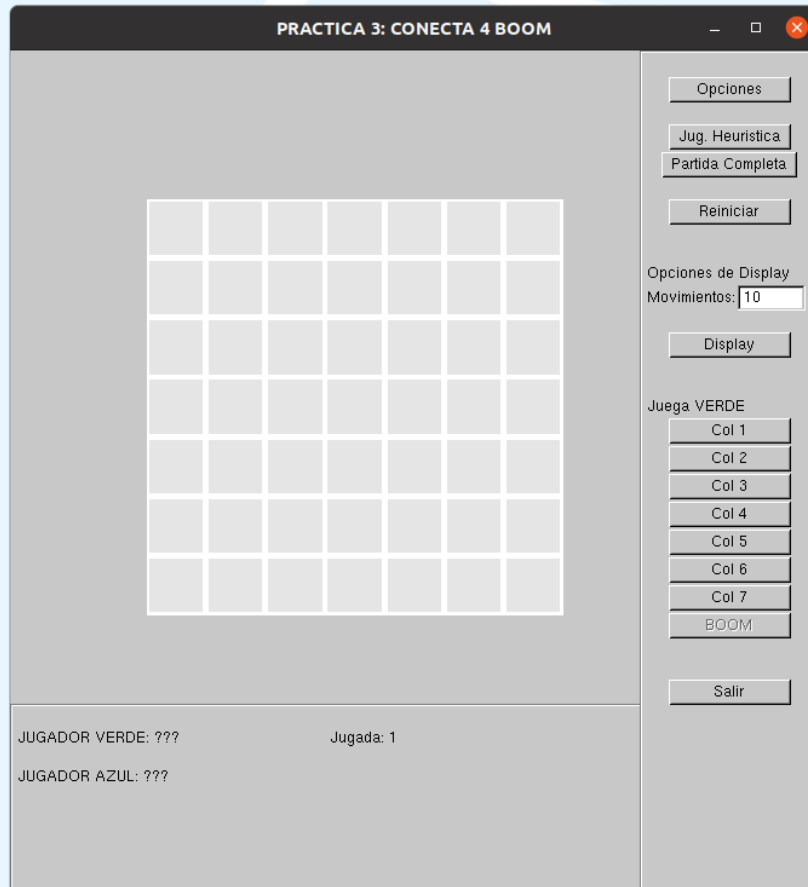 PRACTICA 3: CONECTA 4 BOOM
Opciones
Jug. Heuristica
Partida Completa
Reiniciar
Opciones de Display
Movimientos: 10
Display
Juega VERDE
Col 1
Col 2
Col 3
Col 4
Col 5
Col 6
Col 7
BOOM
Salir
JUGADOR VERDE: ??? Jugada: 1
JUGADOR AZUL: ???